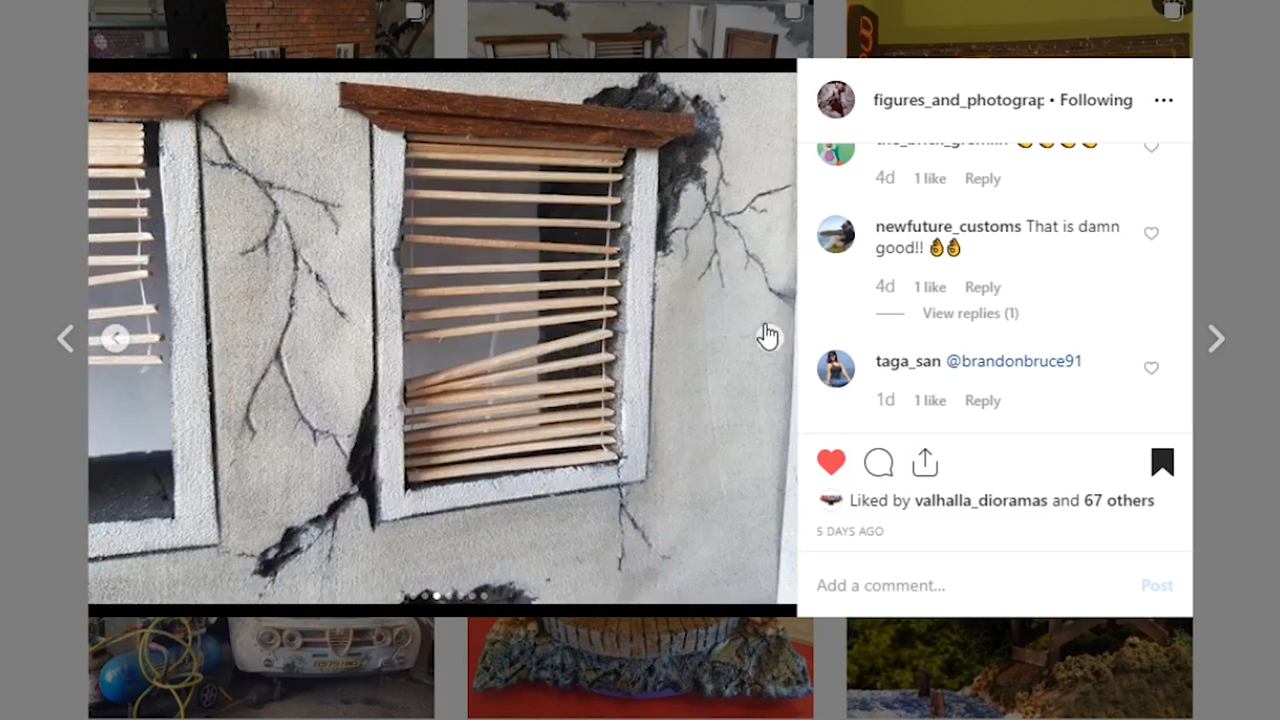 figures_and_photograp • Following
4d 1 like Reply
newfuture_customs That is damn
good!! 👌👌
4d 1 like Reply
View replies (1)
taga_san @brandonbruce91
1d 1 like Reply
Liked by valhalla_dioramas and 67 others
5 DAYS AGO
Add a comment... Post